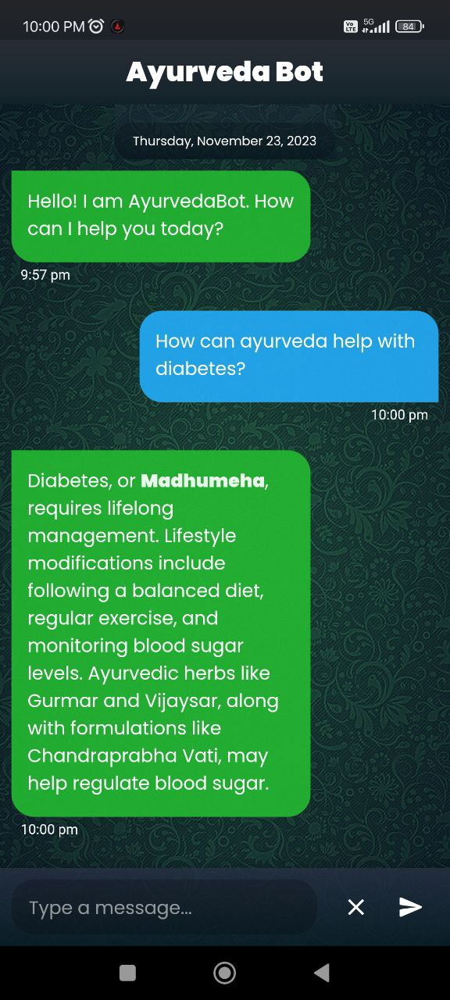 10:00 PM
Vo
LTE
5G
84
Ayurveda Bot
Thursday, November 23, 2023
Hello! I am AyurvedaBot. How
can I help you today?
9:57 pm
How can ayurveda help with
diabetes?
10:00 pm
Diabetes, or Madhumeha,
requires lifelong
management. Lifestyle
modifications include
following a balanced diet,
regular exercise, and
monitoring blood sugar
levels. Ayurvedic herbs like
Gurmar and Vijaysar, along
with formulations like
Chandraprabha Vati, may
help regulate blood sugar.
10:00 pm
Type a message...